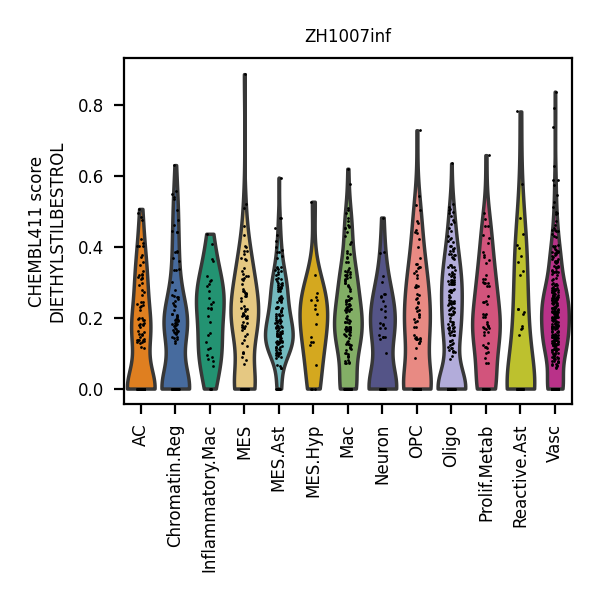 ZH1007inf
CHEMBL411 score
DIETHYLSTILBESTROL
0.8
0.6
0.4
0.2
0.0
AC
Chromatin.Reg
Inflammatory.Mac
MES
MES.Ast
MES.Hyp
Mac
Neuron
OPC
Oligo
Prolif.Metab
Reactive.Ast
Vasc